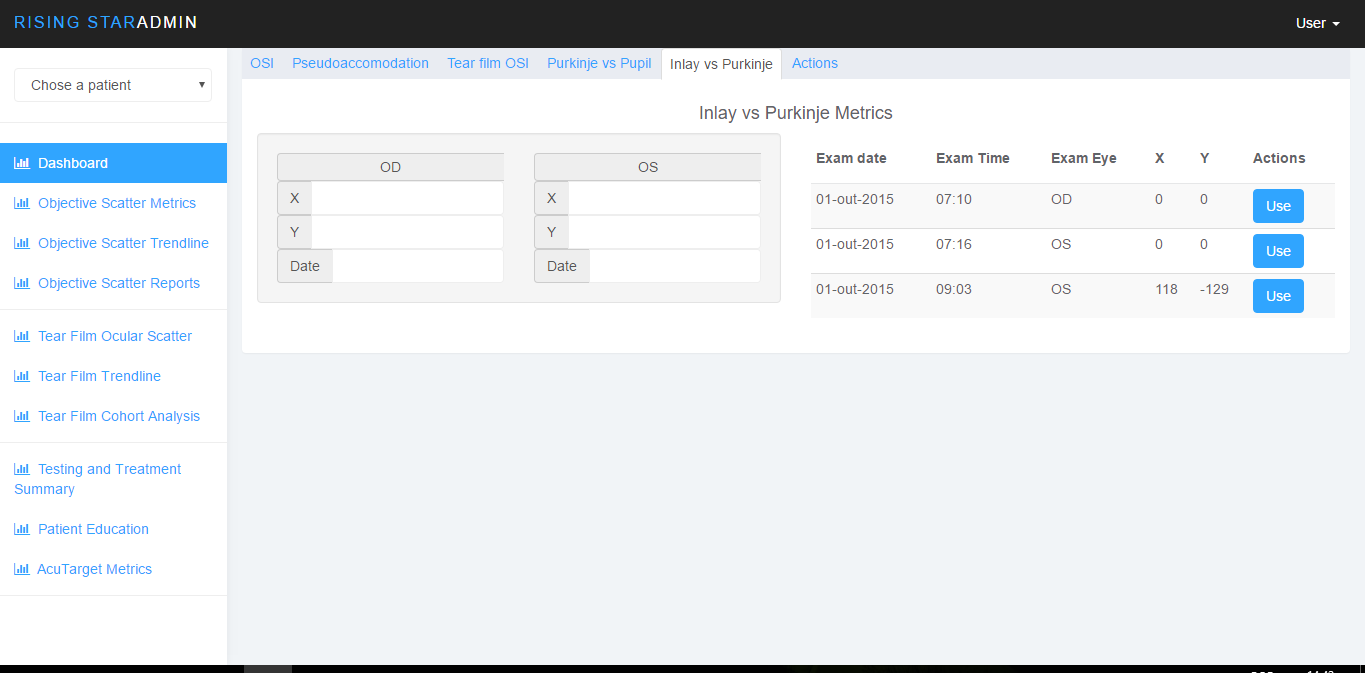 RISING STARADMIN
User
Chose a patient
Dashboard
Objective Scatter Metrics
Objective Scatter Trendline
Objective Scatter Reports
Tear Film Ocular Scatter
Tear Film Trendline
Tear Film Cohort Analysis
Testing and Treatment
Summary
Patient Education
AcuTarget Metrics
OSI Pseudoaccomodation Tear film OSI Purkinje vs Pupil Inlay vs Purkinje Actions
Inlay vs Purkinje Metrics
OD
X
Y
Date
OS
X
Y
Date
Exam date Exam Time Exam Eye X Y Actions
01-out-2015 07:10 OD 0 0 Use
01-out-2015 07:16 OS 0 0 Use
01-out-2015 09:03 OS 118 -129 Use